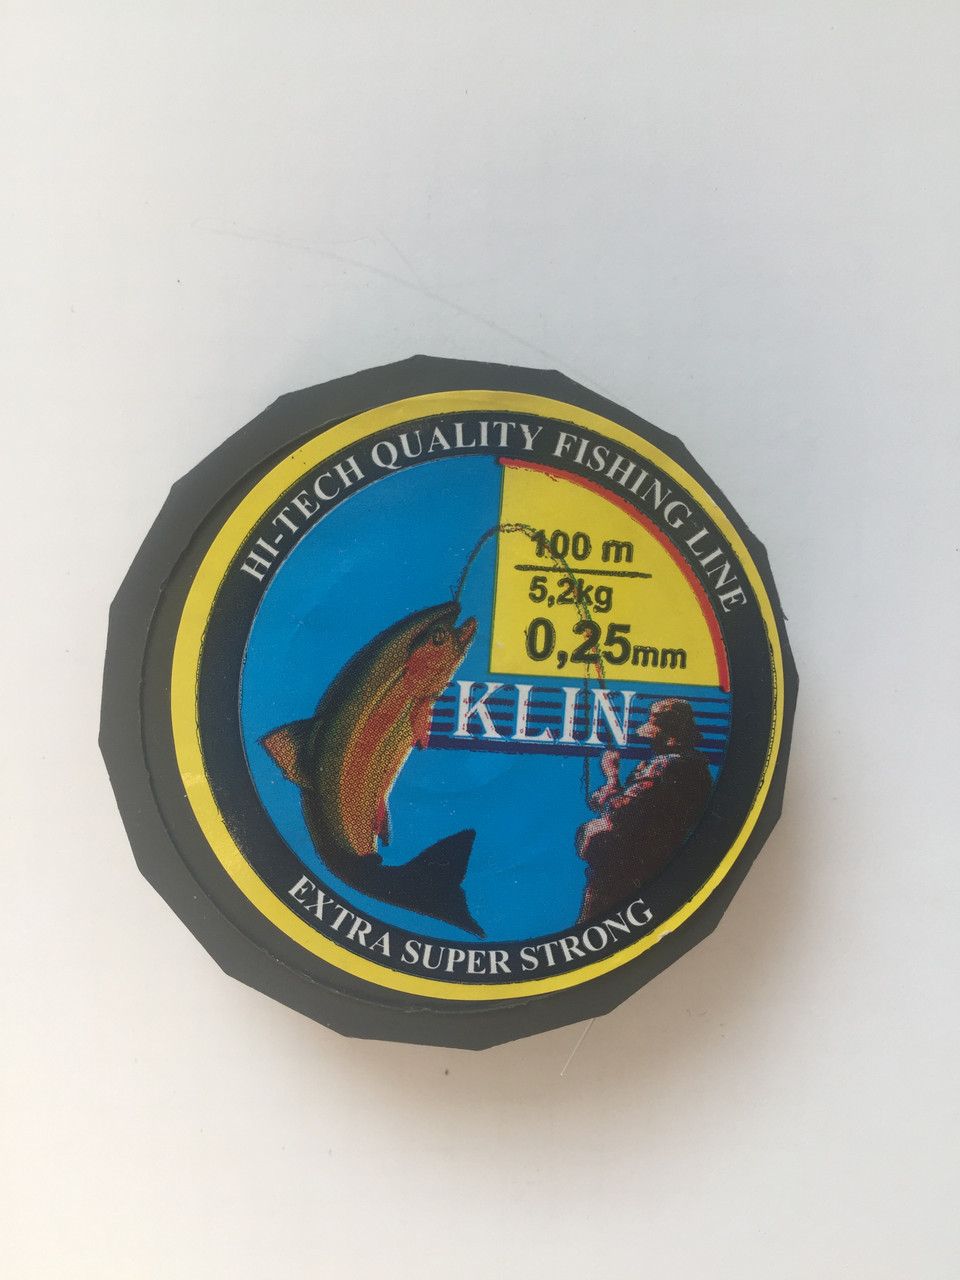 HI-TECH QUALITY FISHING LINE
100 m
5,2kg
0,25mm
KLIN
EXTRA SUPER STRONG